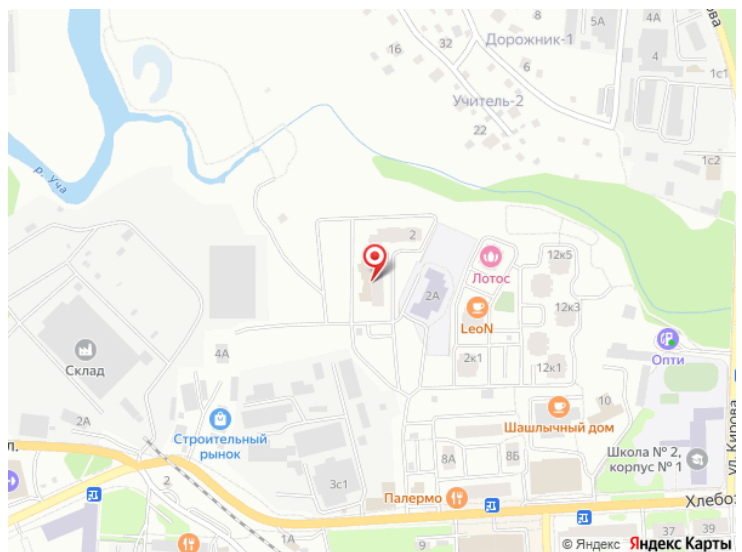 8
5А
4А
32
Дорожник-1
16
6
4
1с1
Учитель-2
22
1с2
р. Уча
2
12к5
Лотос
2А
12к3
LeoN
Опти
4А
Склад
2к1
12к1
10
2А
Строительный
рынок
Шашлычный дом
ул. Кирова
Школа № 2,
корпус № 1
8А
8Б
л.
2
3с1
Палермо
Хлебоз
1А
37
39
© Яндекс Яндекс Карты